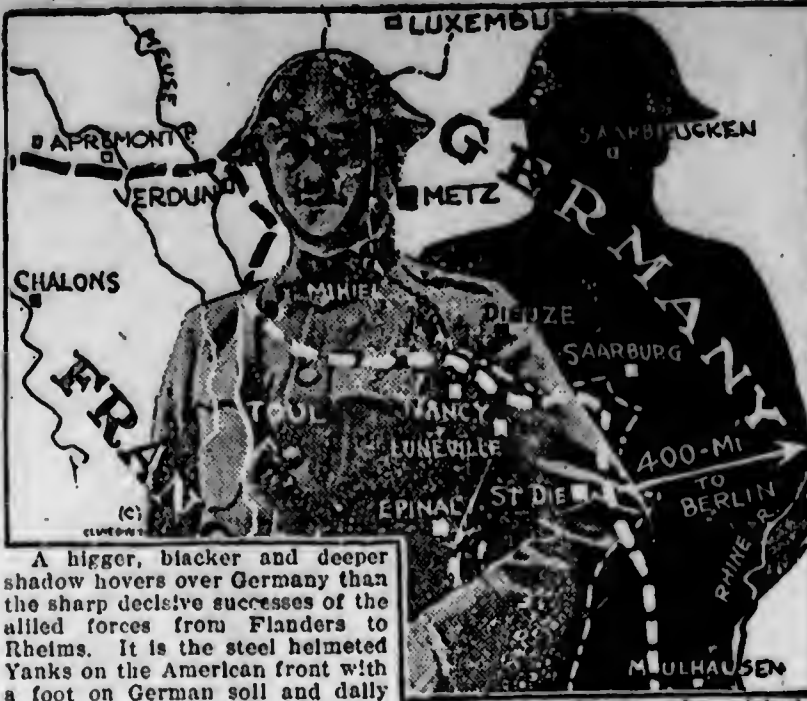 LUXEMBU
MEUSE
SAARBRUCKEN
APREMONT
VERDUN
METZ
GERMANY
CHALONS
MIHIEL
DIEUZE
SAARBURG
FRAN
TOUL
NANCY
LUNEVILLE
400-MI
TO
BERLIN
EPINAL
ST DIE
(C)
RHINE R.
MUULHAUSEN
A bigger, blacker and deeper
shadow hovers over Germany than
the sharp decisive successes of the
allied forces from Flanders to
Rheims. It is the steel helmeted
Yanks on the American front with
a foot on German soil and daily